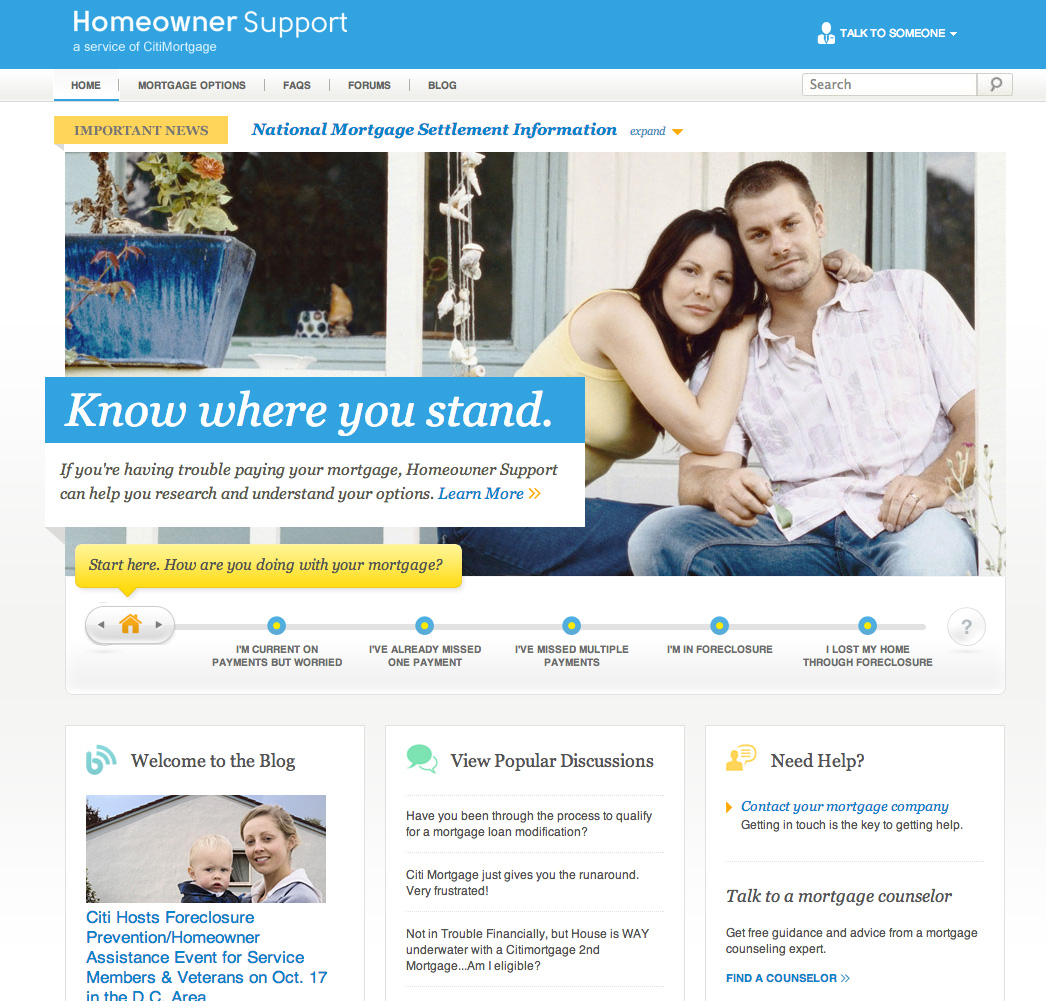 Homeowner Support
a service of CitiMortgage
TALK TO SOMEONE
HOME
MORTGAGE OPTIONS
FAQS
FORUMS
BLOG
Search
IMPORTANT NEWS
National Mortgage Settlement Information expand
Know where you stand.
If you're having trouble paying your mortgage, Homeowner Support
can help you research and understand your options. Learn More
Start here. How are you doing with your mortgage?
?
I'M CURRENT ON
PAYMENTS BUT WORRIED
I'VE ALREADY MISSED
ONE PAYMENT
I'VE MISSED MULTIPLE
PAYMENTS
I'M IN FORECLOSURE
I LOST MY HOME
THROUGH FORECLOSURE
Welcome to the Blog
Citi Hosts Foreclosure
Prevention/Homeowner
Assistance Event for Service
Members & Veterans on Oct. 17
in the D.C. Area
View Popular Discussions
Have you been through the process to qualify
for a mortgage loan modification?
Citi Mortgage just gives you the runaround.
Very frustrated!
Not in Trouble Financially, but House is WAY
underwater with a Citimortgage 2nd
Mortgage...Am I eligible?
Need Help?
Contact your mortgage company
Getting in touch is the key to getting help.
Talk to a mortgage counselor
Get free guidance and advice from a mortgage
counseling expert.
FIND A COUNSELOR